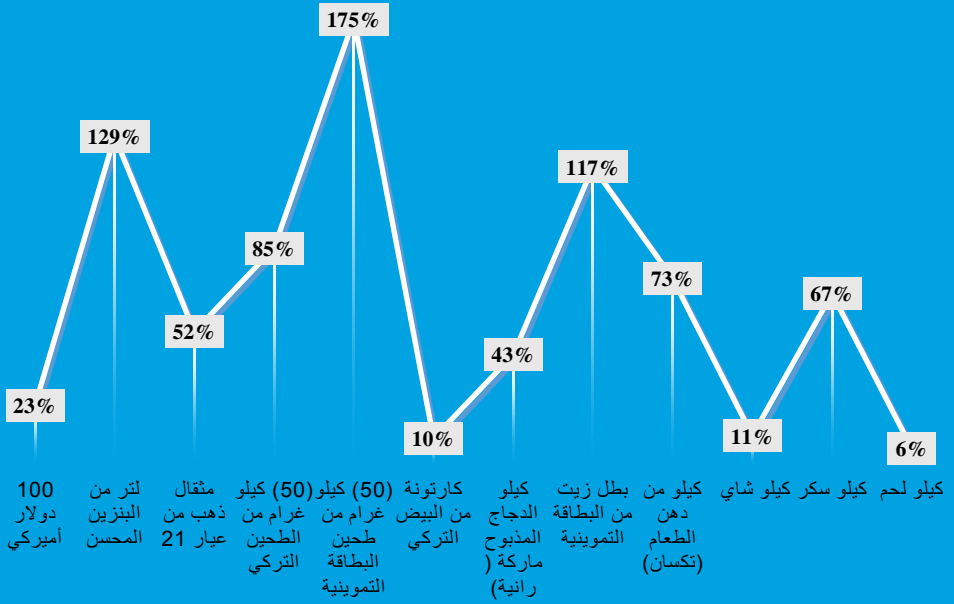 175%
129%
117%
85%
73%
67%
52%
43%
23%
10%
11%
6%
100
دولار
أميركي
لتر من
البنزين
المحسن
مثقال
ذهب من
عيار 21
(50) كيلو
غرام من
الطحين
التركي
(50) كيلو
غرام من
طحين
البطاقة
التموينية
كارتونة
من البيض
التركي
كيلو
الدجاج
المذبوح
ماركة (
رانية)
بطل زيت
من البطاقة
التموينية
كيلو من
دهن
الطعام
(تكسان)
كيلو شاي
كيلو سكر
كيلو لحم